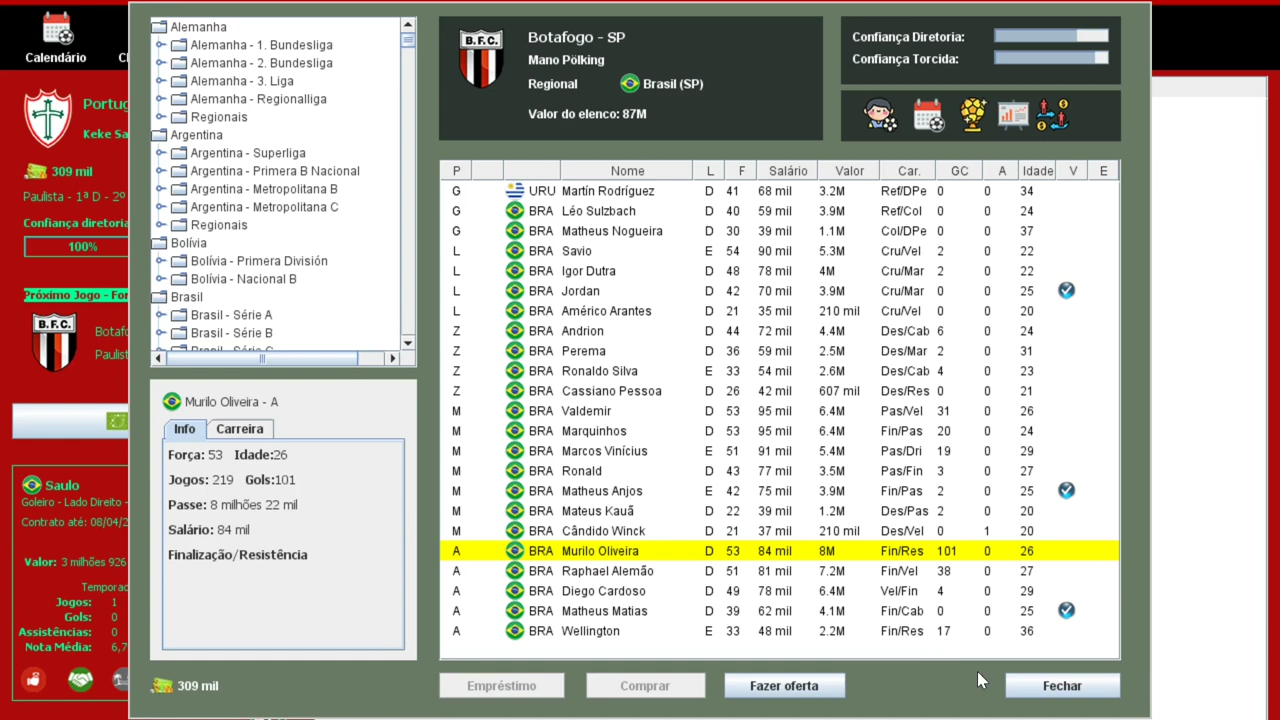 Calendário
Portug
Keke Sa
309 mil
Paulista - 1ª D - 2º
Confiança diretoria
100%
Próximo Jogo - For
B.F.C.
Botafo
Paulist
Saulo
Goleiro - Lado Direito -
Contrato até: 08/04/2
Valor: 3 milhões 926
Temporad
Jogos: 1
Gols: 0
Assistências: 0
Nota Média: 6,7
Alemanha
Alemanha - 1. Bundesliga
Alemanha - 2. Bundesliga
Alemanha - 3. Liga
Alemanha - Regionalliga
Regionais
Argentina
Argentina - Superliga
Argentina - Primera B Nacional
Argentina - Metropolitana B
Argentina - Metropolitana C
Regionais
Bolívia
Bolívia - Primera División
Bolívia - Nacional B
Brasil
Brasil - Série A
Brasil - Série B
Brasil - Série C
B.F.C.
Botafogo - SP
Mano Pölking
Regional Brasil (SP)
Valor do elenco: 87M
Confiança Diretoria:
Confiança Torcida:
P Nome L F Salário Valor Car. GC A Idade V E
G URU Martín Rodríguez D 41 68 mil 3.2M Ref/DPe 0 0 34
G BRA Léo Sulzbach D 40 59 mil 3.9M Ref/Col 0 0 24
G BRA Matheus Nogueira D 30 39 mil 1.1M Col/DPe 0 0 37
L BRA Savio E 54 90 mil 5.3M Cru/Vel 2 0 22
L BRA Igor Dutra D 48 78 mil 4M Cru/Mar 2 0 22
L BRA Jordan D 42 70 mil 3.9M Cru/Mar 0 0 25
L BRA Américo Arantes D 21 35 mil 210 mil Cru/Vel 0 0 20
Z BRA Andrion D 44 72 mil 4.4M Des/Cab 6 0 24
Z BRA Perema D 36 59 mil 2.5M Des/Mar 2 0 31
Z BRA Ronaldo Silva E 33 54 mil 2.6M Des/Cab 4 0 23
Z BRA Cassiano Pessoa D 26 42 mil 607 mil Des/Res 0 0 21
M BRA Valdemir D 53 95 mil 6.4M Pas/Vel 31 0 26
M BRA Marquinhos D 53 95 mil 6.4M Fin/Pas 20 0 24
M BRA Marcos Vinícius E 51 91 mil 5.4M Pas/Dri 19 0 29
M BRA Ronald D 43 77 mil 3.5M Pas/Fin 3 0 27
M BRA Matheus Anjos E 42 75 mil 3.9M Fin/Pas 2 0 25
M BRA Mateus Kauã D 22 39 mil 1.2M Des/Pas 2 0 20
M BRA Cândido Winck D 21 37 mil 210 mil Des/Vel 0 1 20
A BRA Murilo Oliveira D 53 84 mil 8M Fin/Res 101 0 26
A BRA Raphael Alemão D 51 81 mil 7.2M Fin/Vel 38 0 27
A BRA Diego Cardoso D 49 78 mil 6.4M Vel/Fin 4 0 29
A BRA Matheus Matias D 39 62 mil 4.1M Fin/Cab 0 0 25
A BRA Wellington E 33 48 mil 2.2M Fin/Res 17 0 36
Murilo Oliveira - A
Info Carreira
Força: 53 Idade:26
Jogos: 219 Gols:101
Passe: 8 milhões 22 mil
Salário: 84 mil
Finalização/Resistência
309 mil
Empréstimo Comprar Fazer oferta Fechar